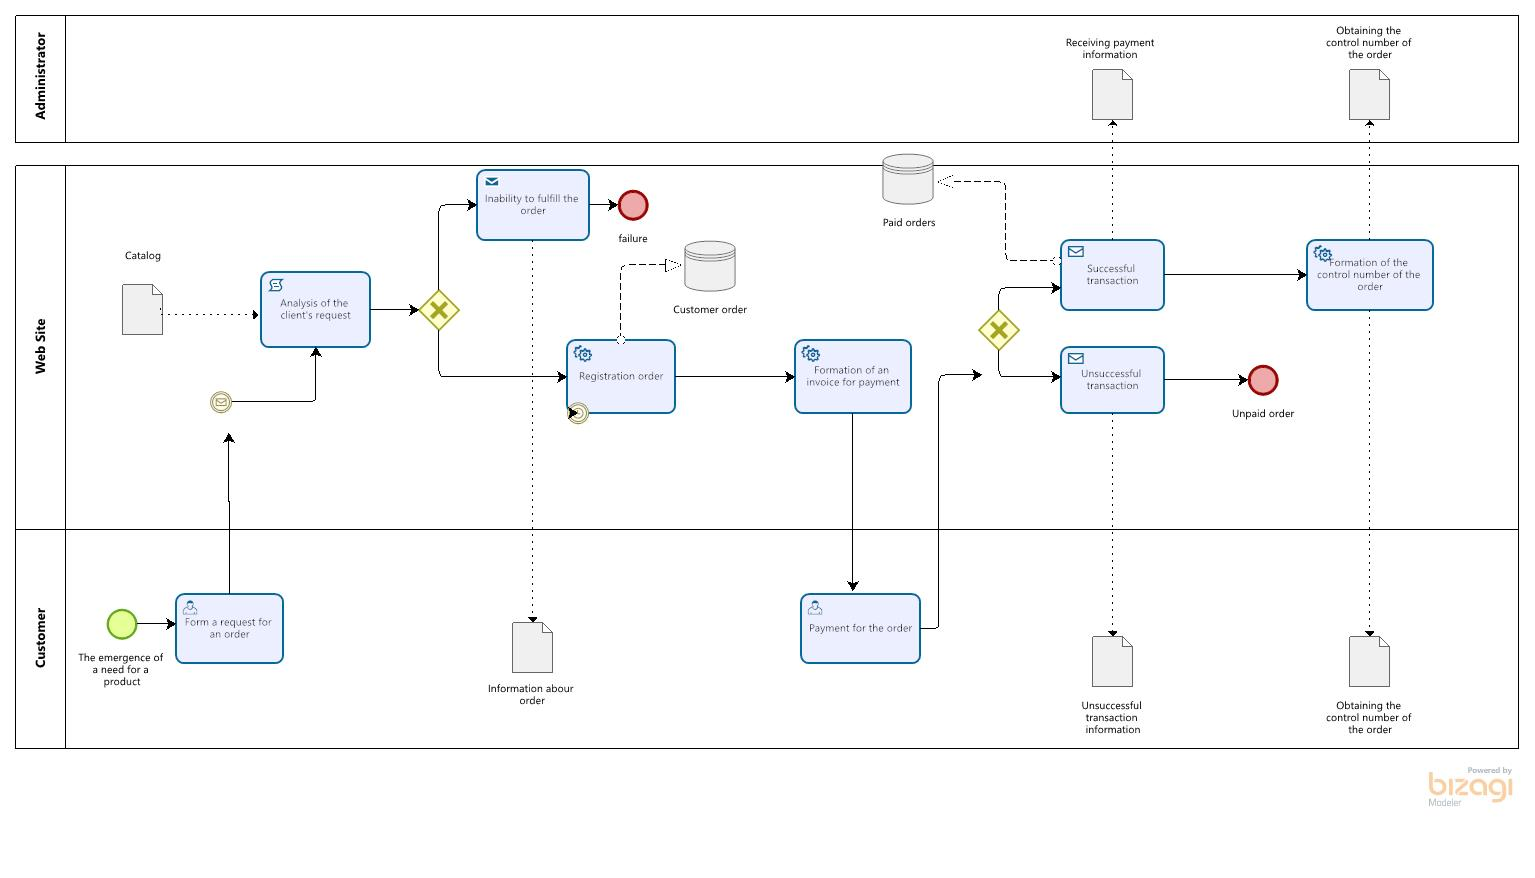 Administrator
Receiving payment
information
Obtaining the
control number of
the order
Web Site
Catalog
Analysis of the
client's request
Inability to fulfill the
order
failure
Customer order
Registration order
Paid orders
Formation of an
invoice for payment
Successful
transaction
Unsuccessful
transaction
Formation of the
control number of the
order
Unpaid order
Customer
The emergence of
a need for a
product
Form a request for
an order
Information abour
order
Payment for the order
Unsuccessful
transaction
information
Obtaining the
control number of
the order
Powered by
bizagi
Modeler